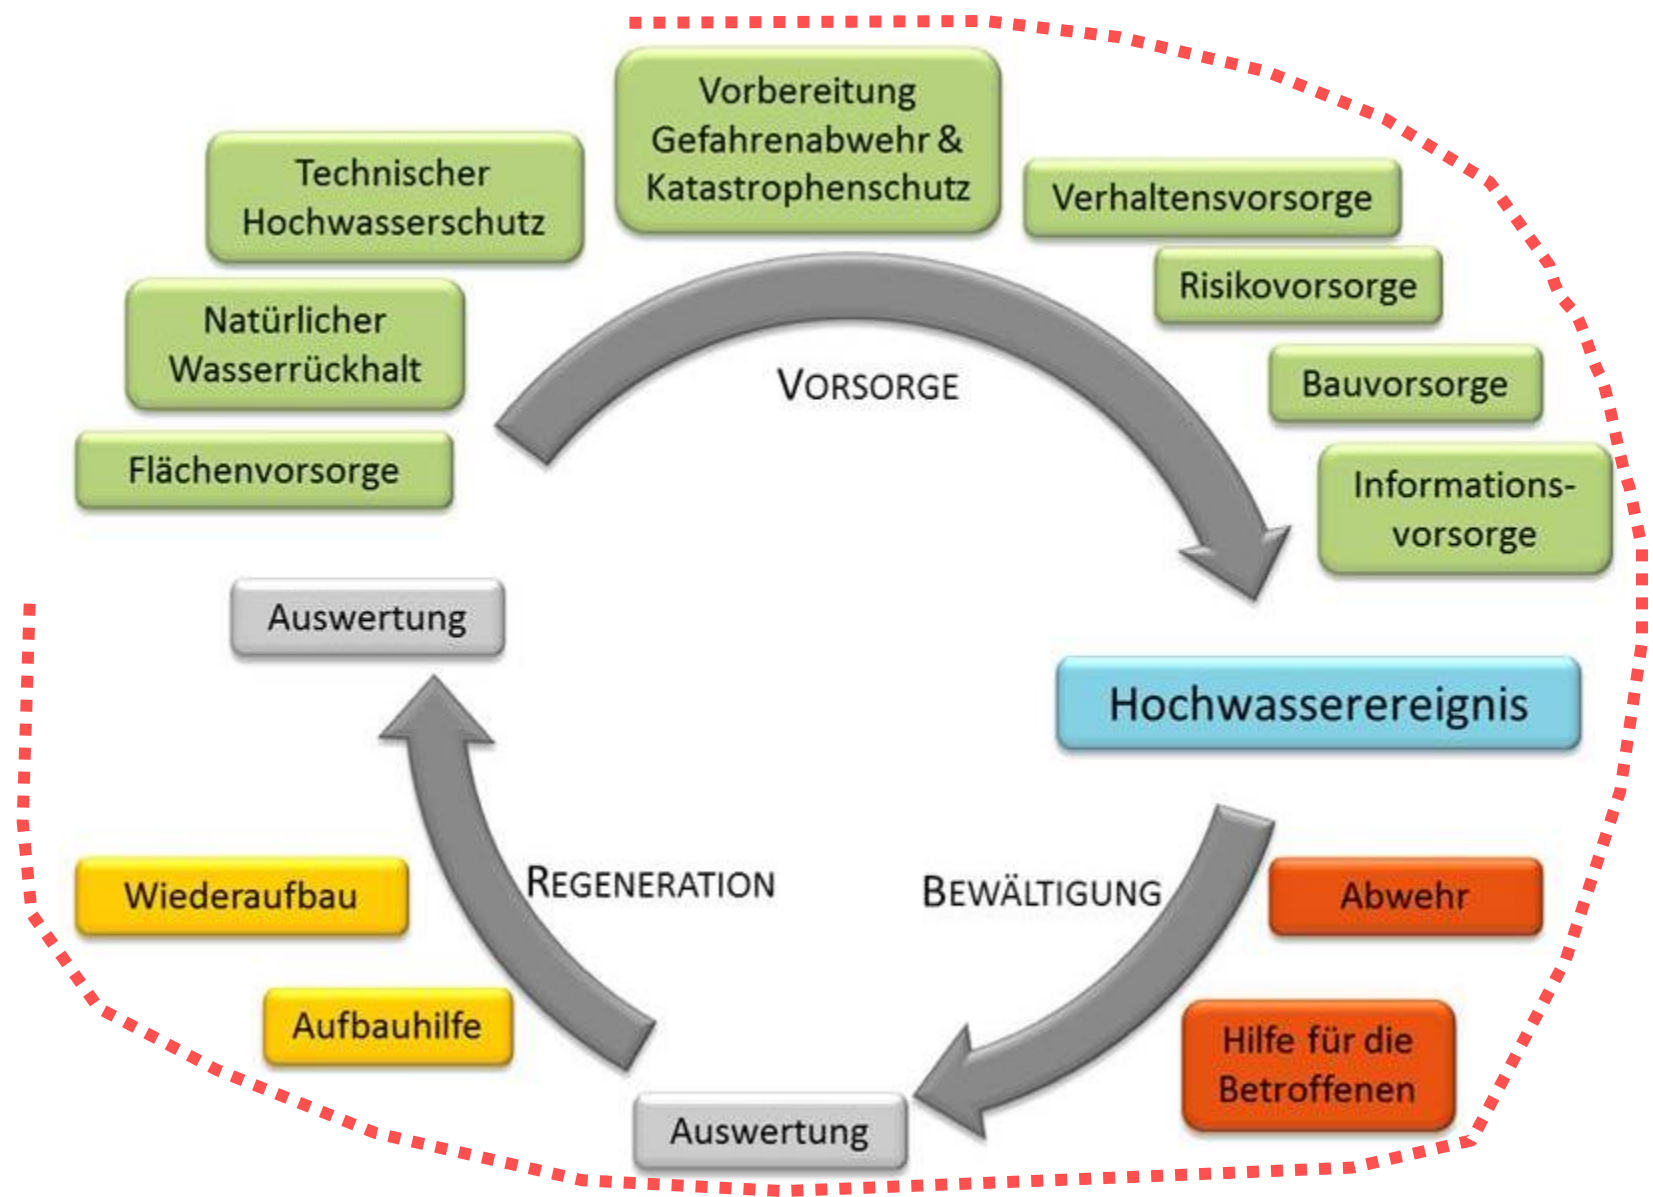 Vorbereitung
Gefahrenabwehr &
Katastrophenschutz
Technischer
Hochwasserschutz
Verhaltensvorsorge
Risikovorsorge
Natürlicher
Wasserrückhalt
Bauvorsorge
VORSORGE
Flächenvorsorge
Informations-
vorsorge
Auswertung
Hochwasserereignis
Wiederaufbau
REGENERATION
BEWÄLTIGUNG
Abwehr
Aufbauhilfe
Hilfe für die
Betroffenen
Auswertung